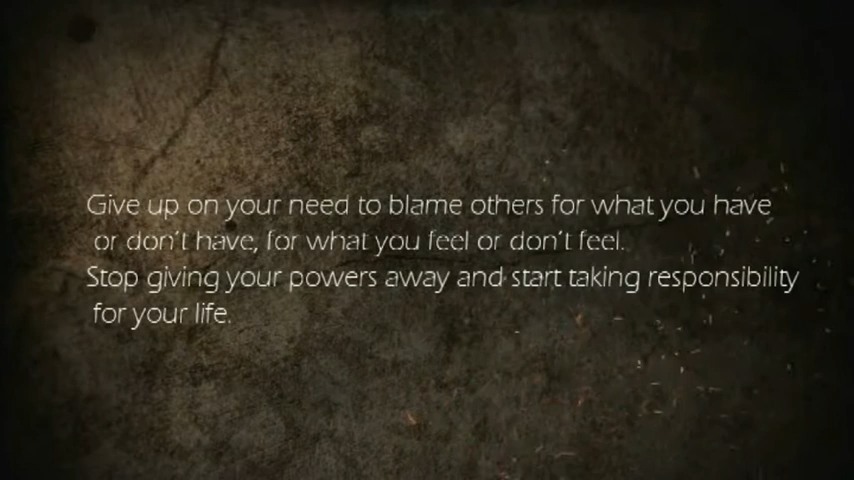 Give up on your need to blame others for what you have
or don't have, for what you feel or don't feel.
Stop giving your powers away and start taking responsibility
for your life.